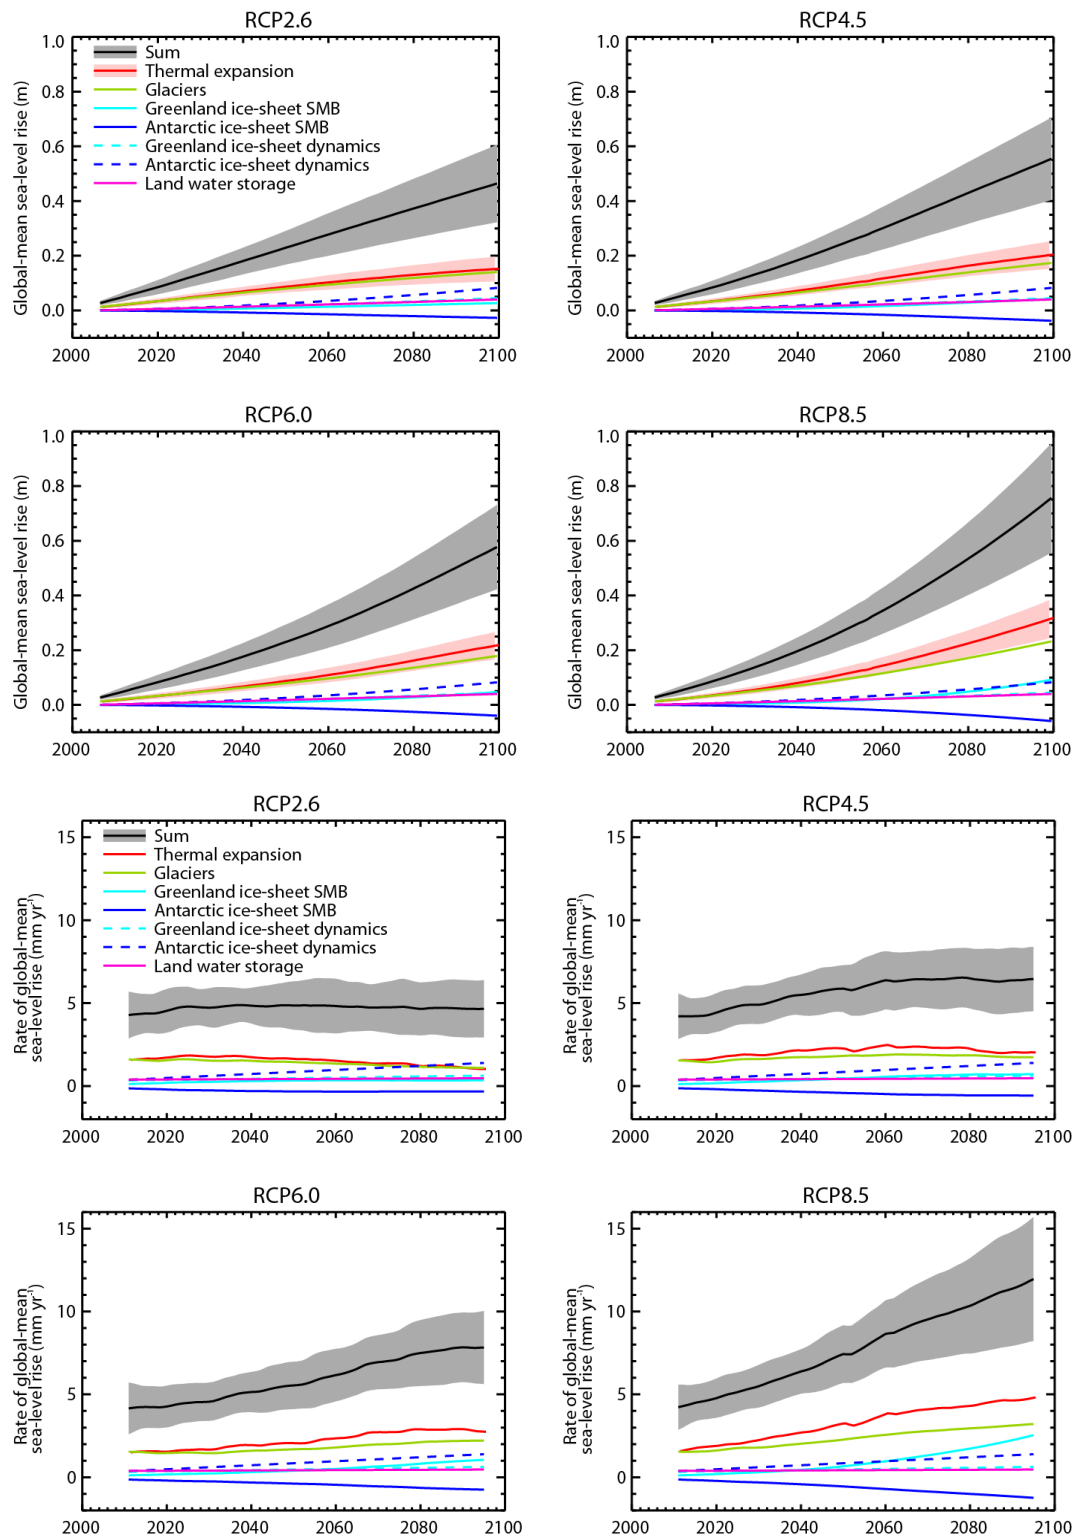 RCP2.6
1.0
0.8
0.6
0.4
0.2
0.0
Global-mean sea-level rise (m)
Sum
Thermal expansion
Glaciers
Greenland ice-sheet SMB
Antarctic ice-sheet SMB
Greenland ice-sheet dynamics
Antarctic ice-sheet dynamics
Land water storage
2000 2020 2040 2060 2080 2100
RCP4.5
1.0
0.8
0.6
0.4
0.2
0.0
Global-mean sea-level rise (m)
2000 2020 2040 2060 2080 2100
RCP6.0
1.0
0.8
0.6
0.4
0.2
0.0
Global-mean sea-level rise (m)
2000 2020 2040 2060 2080 2100
RCP8.5
1.0
0.8
0.6
0.4
0.2
0.0
Global-mean sea-level rise (m)
2000 2020 2040 2060 2080 2100
RCP2.6
15
10
5
0
Rate of global-mean
sea-level rise (mm yr⁻¹)
Sum
Thermal expansion
Glaciers
Greenland ice-sheet SMB
Antarctic ice-sheet SMB
Greenland ice-sheet dynamics
Antarctic ice-sheet dynamics
Land water storage
2000 2020 2040 2060 2080 2100
RCP4.5
15
10
5
0
Rate of global-mean
sea-level rise (mm yr⁻¹)
2000 2020 2040 2060 2080 2100
RCP6.0
15
10
5
0
Rate of global-mean
sea-level rise (mm yr⁻¹)
2000 2020 2040 2060 2080 2100
RCP8.5
15
10
5
0
Rate of global-mean
sea-level rise (mm yr⁻¹)
2000 2020 2040 2060 2080 2100